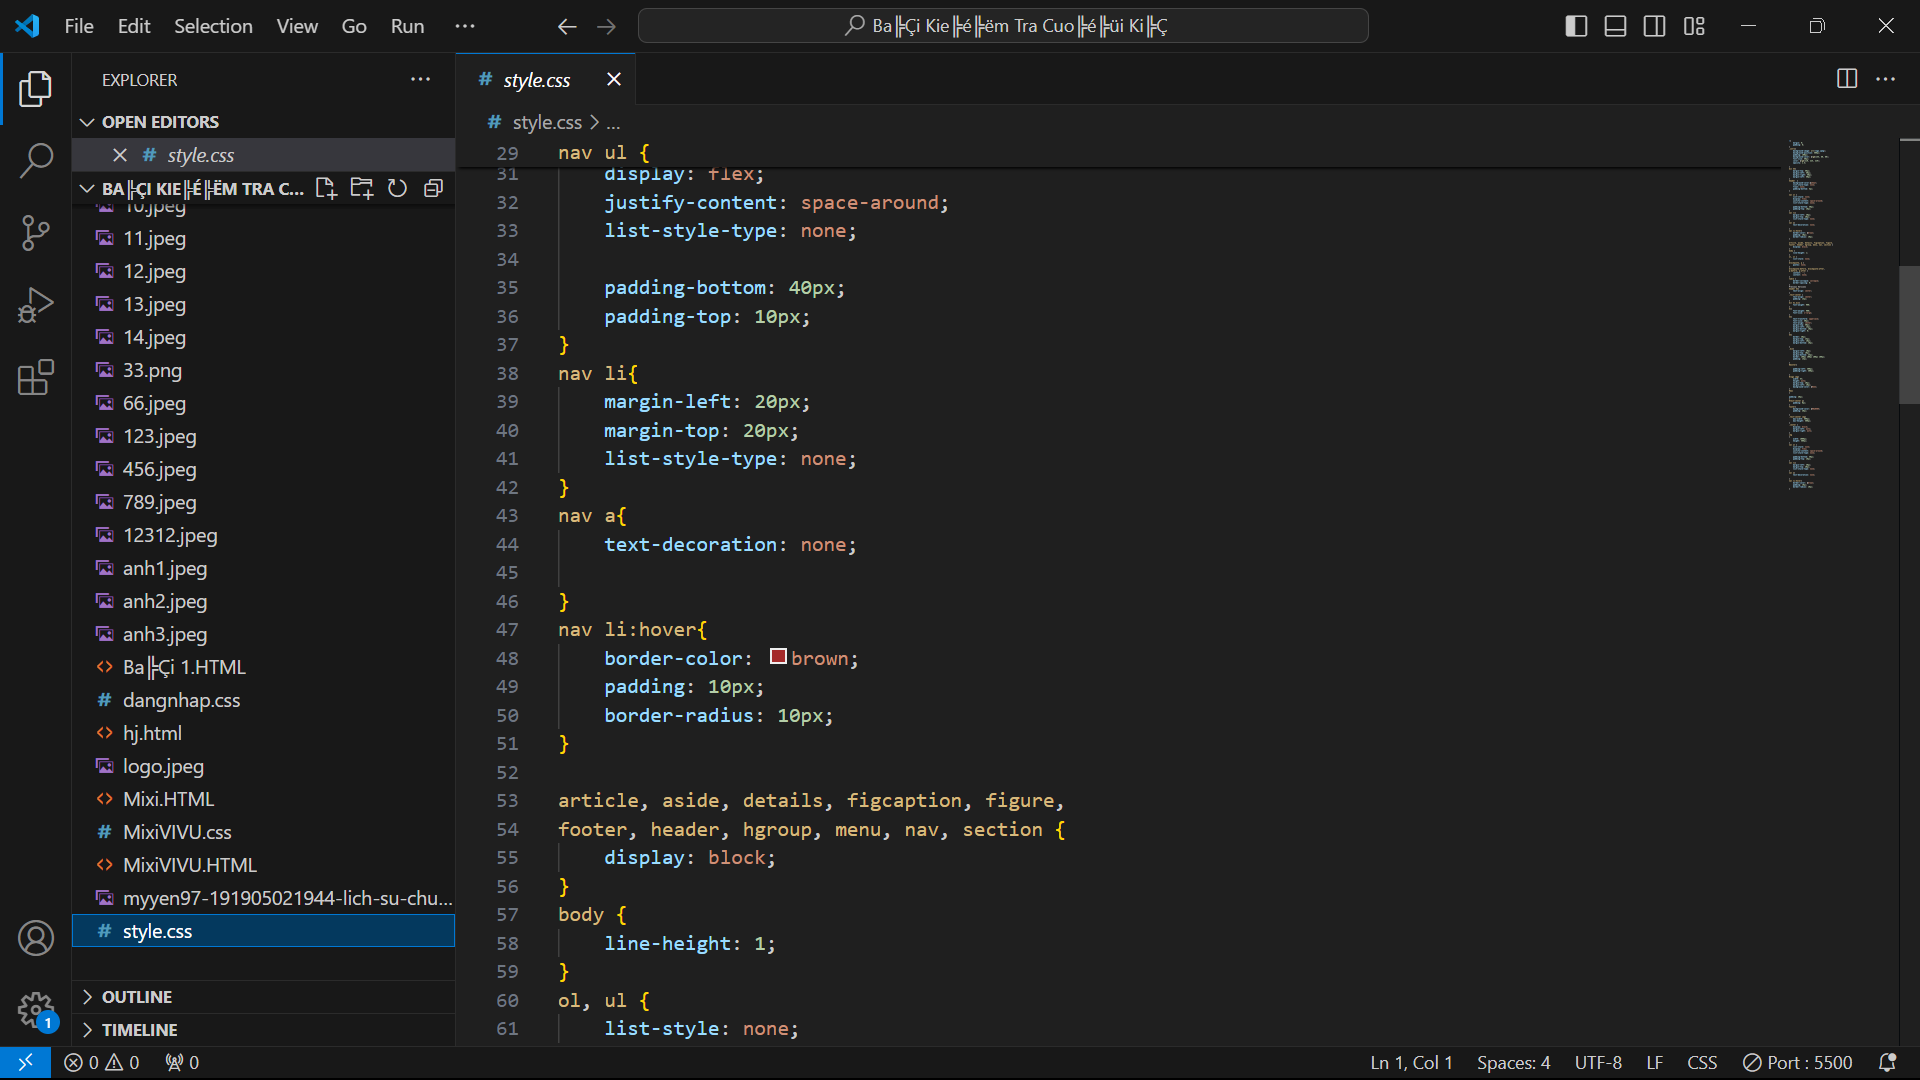 File Edit Selection View Go Run ···
Ba╠Çi Kie╠é╠ëm Tra Cuo╠é╠üi Ki╠Ç
EXPLORER
OPEN EDITORS
style.css
BA╠ÇI KIE╠É╠ËM TRA C...
10.jpeg
11.jpeg
12.jpeg
13.jpeg
14.jpeg
33.png
66.jpeg
123.jpeg
456.jpeg
789.jpeg
12312.jpeg
anh1.jpeg
anh2.jpeg
anh3.jpeg
Ba╠Çi 1.HTML
dangnhap.css
hj.html
logo.jpeg
Mixi.HTML
MixiVIVU.css
MixiVIVU.HTML
myyen97-191905021944-lich-su-chu...
style.css
OUTLINE
TIMELINE
# style.css
# style.css > ...
29 nav ul {
31 display: flex;
32 justify-content: space-around;
33 list-style-type: none;
34
35 padding-bottom: 40px;
36 padding-top: 10px;
37 }
38 nav li{
39 margin-left: 20px;
40 margin-top: 20px;
41 list-style-type: none;
42 }
43 nav a{
44 text-decoration: none;
45
46 }
47 nav li:hover{
48 border-color: brown;
49 padding: 10px;
50 border-radius: 10px;
51 }
52
53 article, aside, details, figcaption, figure,
54 footer, header, hgroup, menu, nav, section {
55 display: block;
56 }
57 body {
58 line-height: 1;
59 }
60 ol, ul {
61 list-style: none;
1
0 0 0
Ln 1, Col 1 Spaces: 4 UTF-8 LF CSS Port : 5500